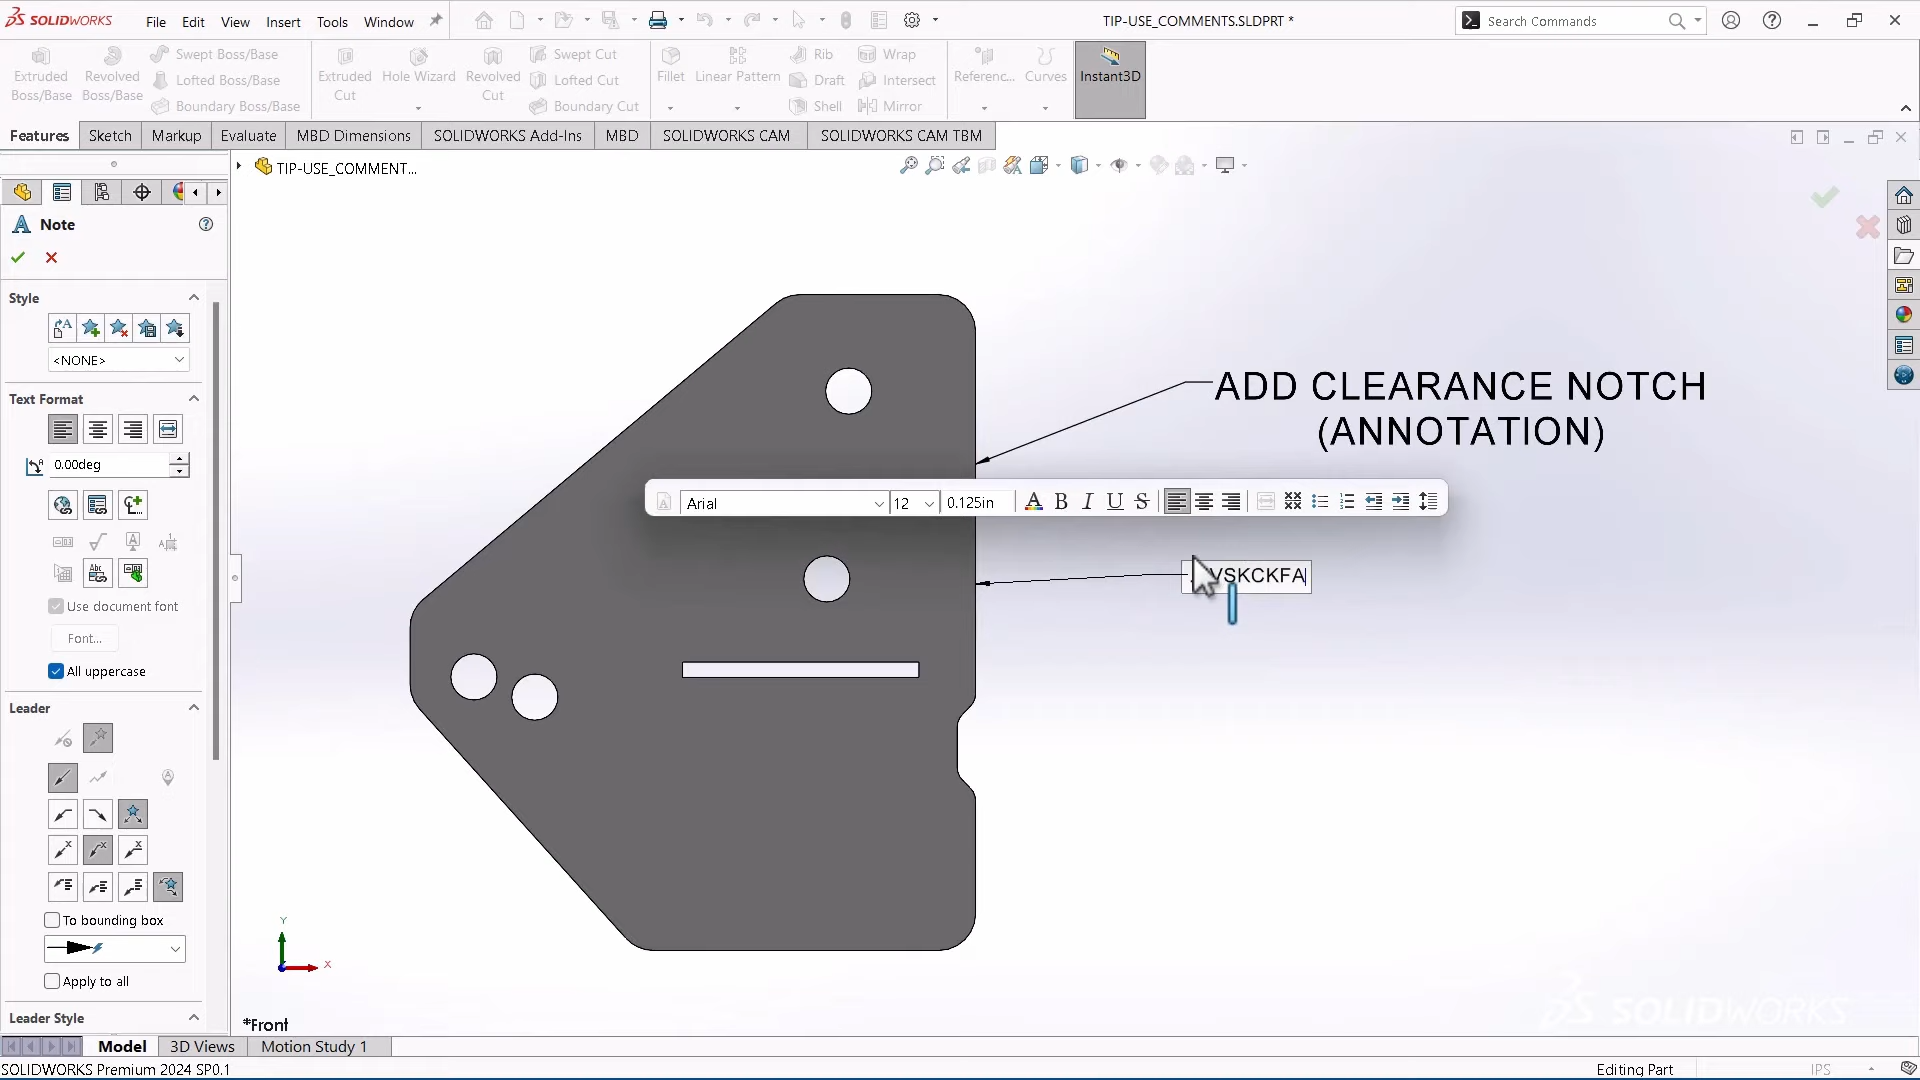 SOLIDWORKS File Edit View Insert Tools Window
TIP-USE_COMMENTS.SLDPRT *
Search Commands
Extruded Boss/Base
Revolved Boss/Base
Swept Boss/Base
Lofted Boss/Base
Boundary Boss/Base
Extruded Cut
Hole Wizard
Revolved Cut
Swept Cut
Lofted Cut
Boundary Cut
Fillet
Linear Pattern
Rib
Draft
Shell
Wrap
Intersect
Mirror
Referenc...
Curves
Instant3D
Features Sketch Markup Evaluate MBD Dimensions SOLIDWORKS Add-Ins MBD SOLIDWORKS CAM SOLIDWORKS CAM TBM
TIP-USE_COMMENT...
Note
Style
<NONE>
Text Format
0.00deg
Use document font
Font...
All uppercase
Leader
To bounding box
Apply to all
Leader Style
ADD CLEARANCE NOTCH
(ANNOTATION)
Arial 12 0.125in A B I U S
VSKCKFA
Y
X
*Front
SOLIDWORKS
Model 3D Views Motion Study 1
SOLIDWORKS Premium 2024 SP0.1
Editing Part
IPS